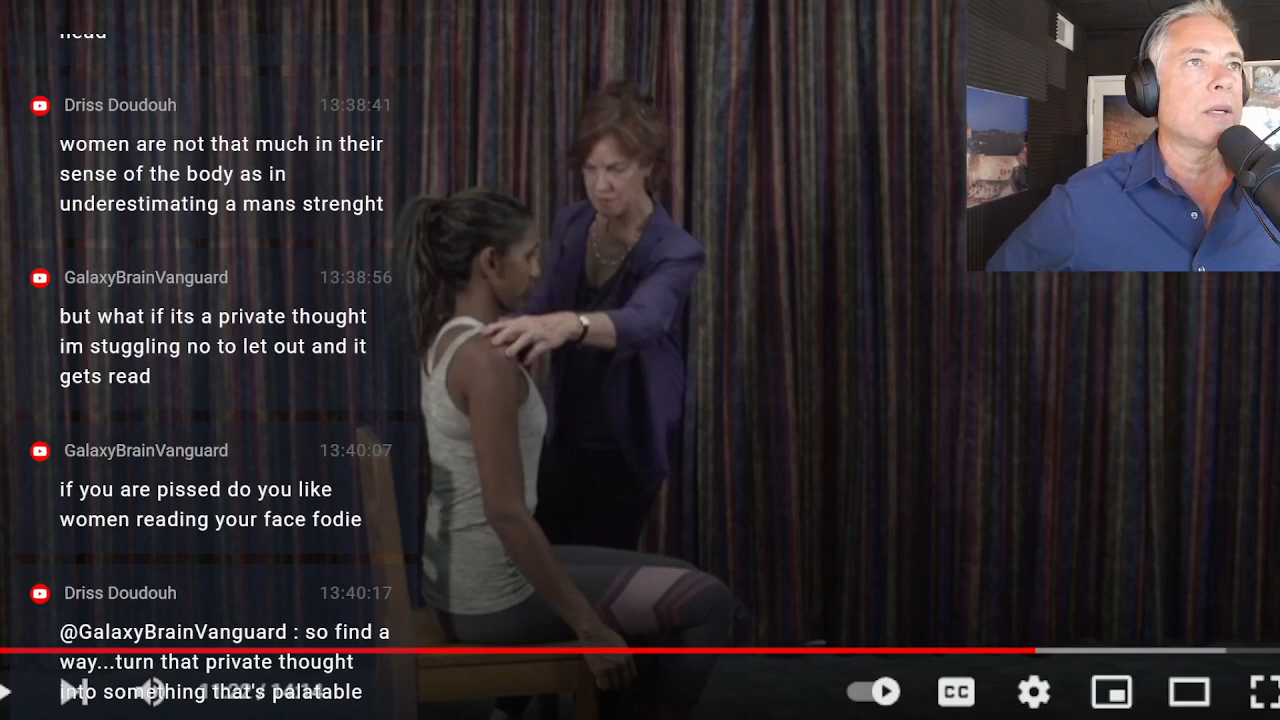 head
Driss Doudouh 13:38:41
women are not that much in their
sense of the body as in
underestimating a mans strenght
GalaxyBrainVanguard 13:38:56
but what if its a private thought
im stuggling no to let out and it
gets read
GalaxyBrainVanguard 13:40:07
if you are pissed do you like
women reading your face fodie
Driss Doudouh 13:40:17
@GalaxyBrainVanguard : so find a
way...turn that private thought
into something that's palatable
CC